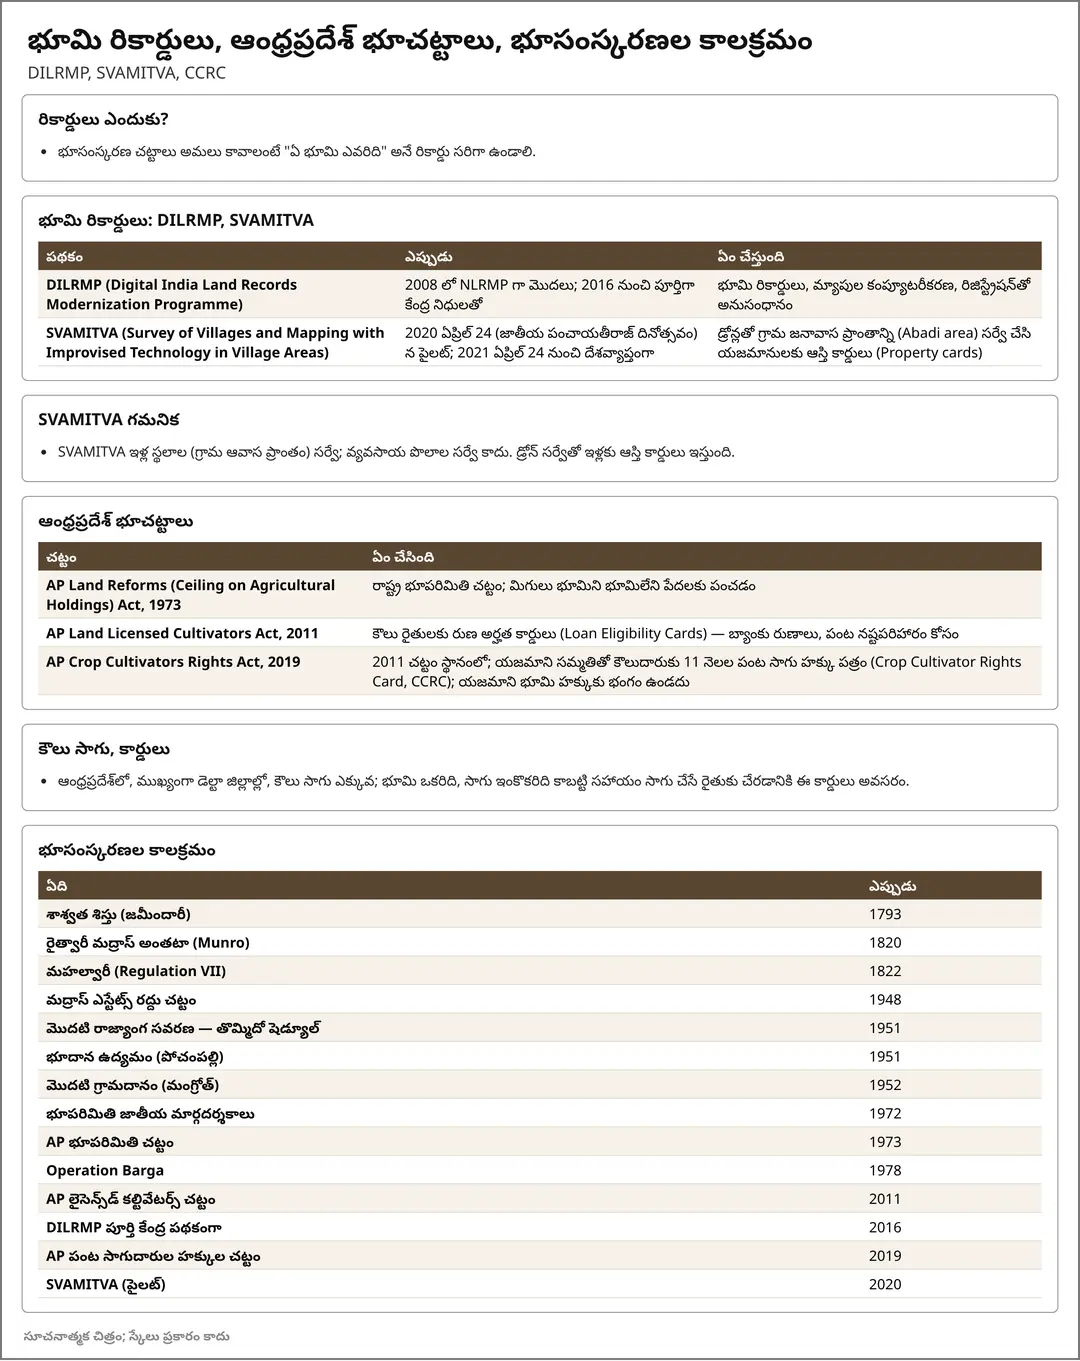 భూమి రికార్డులు, ఆంధ్రప్రదేశ్ భూచట్టాలు, భూసంస్కరణల కాలక్రమం
DILRMP, SVAMITVA, CCRC
రికార్డులు ఎందుకు?
• భూసంస్కరణ చట్టాలు అమలు కావాలంటే "ఏ భూమి ఎవరిది" అనే రికార్డు సరిగా ఉండాలి.
భూమి రికార్డులు: DILRMP, SVAMITVA
పథకం ఎప్పుడు ఏం చేస్తుంది
DILRMP (Digital India Land Records Modernization Programme) 2008 లో NLRMP గా మొదలు; 2016 నుంచి పూర్తిగా కేంద్ర నిధులతో భూమి రికార్డులు, మ్యాపుల కంప్యూటరీకరణ, రిజిస్ట్రేషన్‌తో అనుసంధానం
SVAMITVA (Survey of Villages and Mapping with Improvised Technology in Village Areas) 2020 ఏప్రిల్ 24 (జాతీయ పంచాయతీరాజ్ దినోత్సవం) న పైలట్; 2021 ఏప్రిల్ 24 నుంచి దేశవ్యాప్తంగా డ్రోన్లతో గ్రామ జనావాస ప్రాంతాన్ని (Abadi area) సర్వే చేసి యజమానులకు ఆస్తి కార్డులు (Property cards)
SVAMITVA గమనిక
• SVAMITVA ఇళ్ల స్థలాల (గ్రామ ఆవాస ప్రాంతం) సర్వే; వ్యవసాయ పొలాల సర్వే కాదు. డ్రోన్ సర్వేతో ఇళ్లకు ఆస్తి కార్డులు ఇస్తుంది.
ఆంధ్రప్రదేశ్ భూచట్టాలు
చట్టం ఏం చేసింది
AP Land Reforms (Ceiling on Agricultural Holdings) Act, 1973 రాష్ట్ర భూపరిమితి చట్టం; మిగులు భూమిని భూమిలేని పేదలకు పంచడం
AP Land Licensed Cultivators Act, 2011 కౌలు రైతులకు రుణ అర్హత కార్డులు (Loan Eligibility Cards) — బ్యాంకు రుణాలు, పంట నష్టపరిహారం కోసం
AP Crop Cultivators Rights Act, 2019 2011 చట్టం స్థానంలో; యజమాని సమ్మతితో కౌలుదారుకు 11 నెలల పంట సాగు హక్కు పత్రం (Crop Cultivator Rights Card, CCRC); యజమాని భూమి హక్కుకు భంగం ఉండదు
కౌలు సాగు, కార్డులు
• ఆంధ్రప్రదేశ్‌లో, ముఖ్యంగా డెల్టా జిల్లాల్లో, కౌలు సాగు ఎక్కువ; భూమి ఒకరిది, సాగు ఇంకొకరిది కాబట్టి సహాయం సాగు చేసే రైతుకు చేరడానికి ఈ కార్డులు అవసరం.
భూసంస్కరణల కాలక్రమం
ఏది ఎప్పుడు
శాశ్వత శిస్తు (జమీందారీ) 1793
రైత్వారీ మద్రాస్ అంతటా (Munro) 1820
మహల్వారీ (Regulation VII) 1822
మద్రాస్ ఎస్టేట్స్ రద్దు చట్టం 1948
మొదటి రాజ్యాంగ సవరణ — తొమ్మిదో షెడ్యూల్ 1951
భూదాన ఉద్యమం (పోచంపల్లి) 1951
మొదటి గ్రామదానం (మంగ్రోత్) 1952
భూపరిమితి జాతీయ మార్గదర్శకాలు 1972
AP భూపరిమితి చట్టం 1973
Operation Barga 1978
AP లైసెన్స్‌డ్ కల్టివేటర్స్ చట్టం 2011
DILRMP పూర్తి కేంద్ర పథకంగా 2016
AP పంట సాగుదారుల హక్కుల చట్టం 2019
SVAMITVA (పైలట్) 2020
సూచనాత్మక చిత్రం; స్కేలు ప్రకారం కాదు